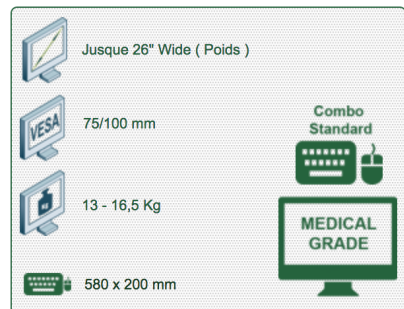 Jusque 26" Wide ( Poids )
VESA
75/100 mm
KG
13 - 16,5 Kg
580 x 200 mm
Combo
Standard
MEDICAL
GRADE